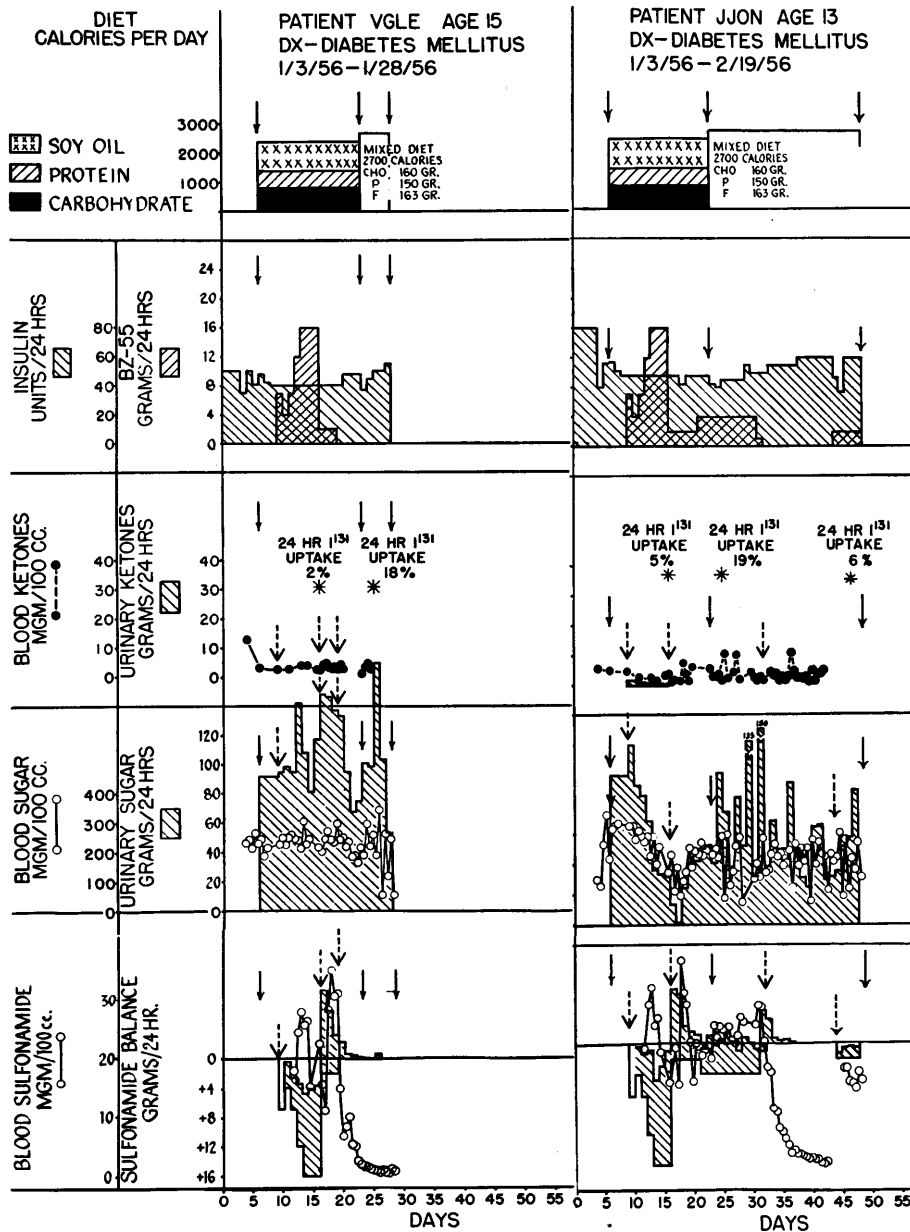 DIET
CALORIES PER DAY
SOY OIL
PROTEIN
CARBOHYDRATE
PATIENT VGLE AGE 15
DX-DIABETES MELLITUS
1/3/56-1/28/56
PATIENT JJON AGE 13
DX-DIABETES MELLITUS
1/3/56-2/19/56
3000
2000
1000
MIXED DIET
2700 CALORIES
CHO 160 GR.
P 150 GR.
F 163 GR.
MIXED DIET
2700 CALORIES
CHO 160 GR.
P 150 GR.
F 163 GR.
INSULIN
UNITS/24 HRS
80
60
40
20
0
BZ-55
GRAMS/24 HRS
24
20
16
12
8
4
0
BLOOD KETONES
MGM/100 CC.
URINARY KETONES
GRAMS/24 HRS
40
30
20
10
0
40
30
20
10
0
24 HR I131
UPTAKE
2%
24 HR I131
UPTAKE
18%
24 HR I131
UPTAKE
5%
24 HR I131
UPTAKE
19%
24 HR I131
UPTAKE
6%
BLOOD SUGAR
MGM/100 CC.
400
300
200
100
0
URINARY SUGAR
GRAMS/24 HRS
120
100
80
60
40
20
0
135
150
BLOOD SULFONAMIDE
MGM/100cc.
30
20
10
0
SULFONAMIDE BALANCE
GRAMS/24HR.
0
+4
+8
+12
+16
0 5 10 15 20 25 30
DAYS
0 5 10 15 20 25 30 35 40 45 50
DAYS